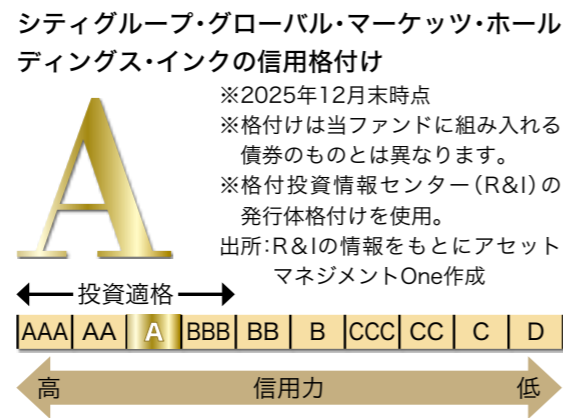 シティグループ・グローバル・マーケッツ・ホール
ディングス・インクの信用格付け
A
※2025年12月末時点
※格付けは当ファンドに組み入れる
債券のものとは異なります。
※格付投資情報センター（R&I）の
発行体格付けを使用。
出所：R＆Iの情報をもとにアセット
マネジメントOne作成
投資適格
AAA AA A BBB BB B CCC CC C D
高 信用力 低